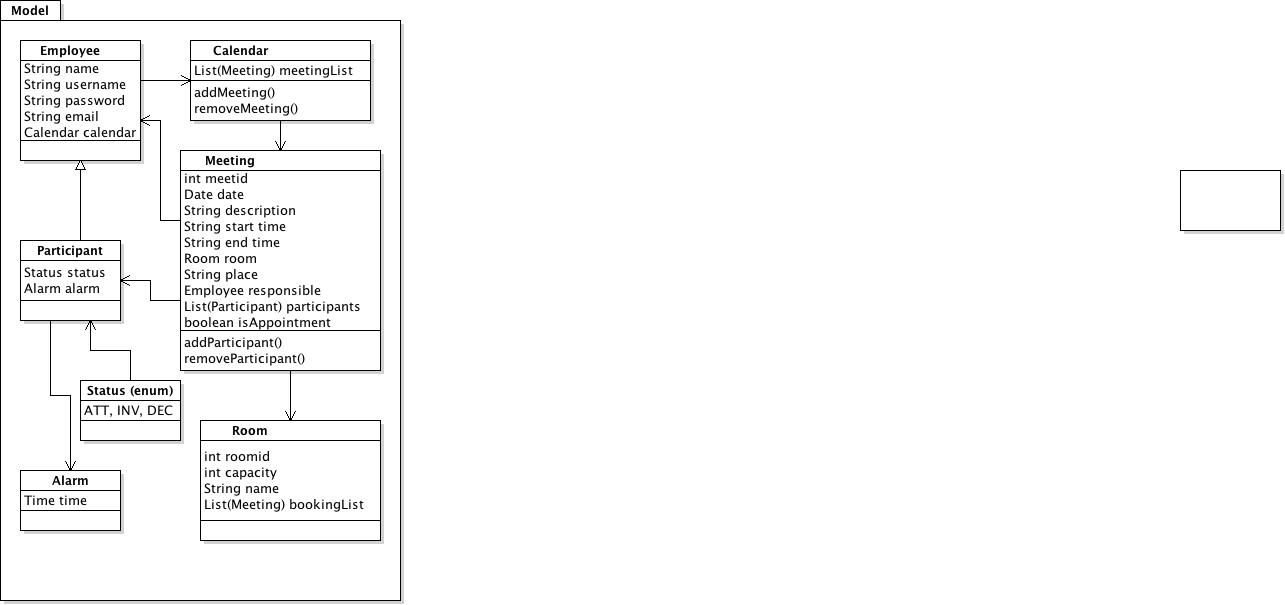 Model
Employee
String name
String username
String password
String email
Calendar calendar
Calendar
List(Meeting) meetingList
addMeeting()
removeMeeting()
Meeting
int meetid
Date date
String description
String start time
String end time
Room room
String place
Employee responsible
List(Participant) participants
boolean isAppointment
addParticipant()
removeParticipant()
Participant
Status status
Alarm alarm
Status (enum)
ATT, INV, DEC
Room
int roomid
int capacity
String name
List(Meeting) bookingList
Alarm
Time time